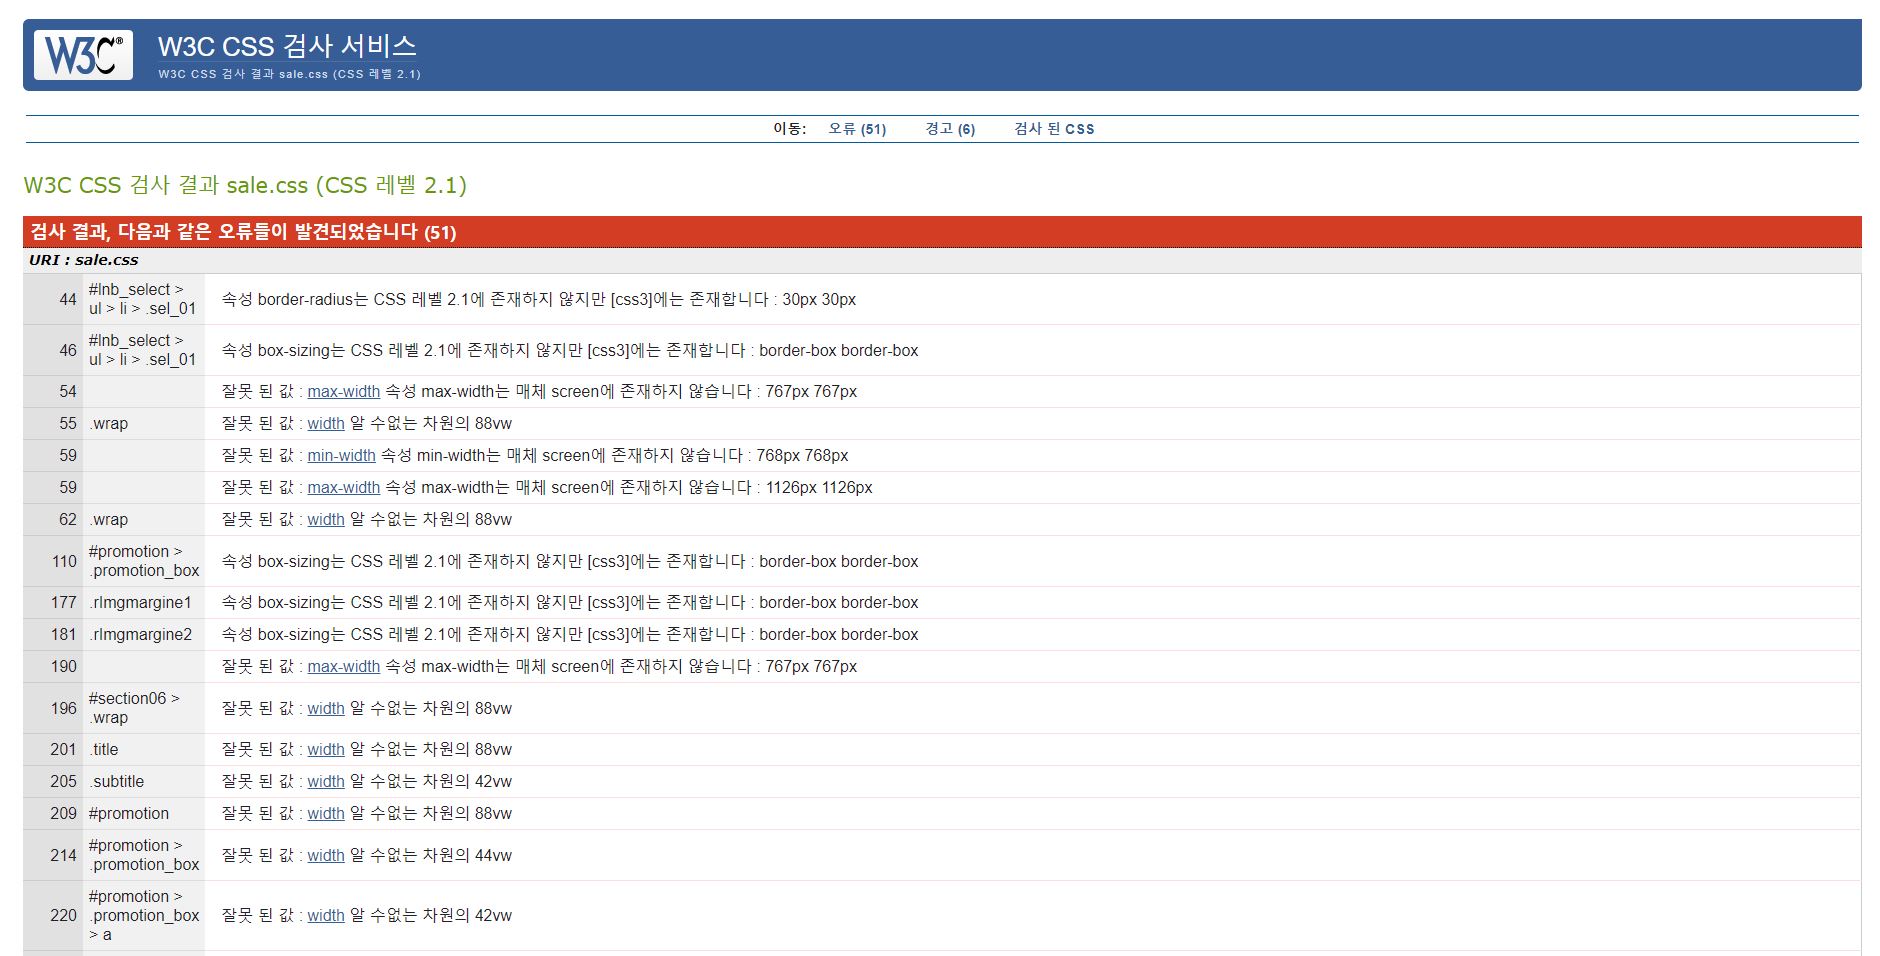 W3C®
W3C CSS 검사 서비스
W3C CSS 검사 결과 sale.css (CSS 레벨 2.1)
이동: 오류 (51) 경고 (6) 검사 된 CSS
W3C CSS 검사 결과 sale.css (CSS 레벨 2.1)
검사 결과, 다음과 같은 오류들이 발견되었습니다 (51)
URI : sale.css
44 #lnb_select > ul > li > .sel_01 속성 border-radius는 CSS 레벨 2.1에 존재하지 않지만 [css3]에는 존재합니다 : 30px 30px
46 #lnb_select > ul > li > .sel_01 속성 box-sizing는 CSS 레벨 2.1에 존재하지 않지만 [css3]에는 존재합니다 : border-box border-box
54 잘못 된 값 : max-width 속성 max-width는 매체 screen에 존재하지 않습니다 : 767px 767px
55 .wrap 잘못 된 값 : width 알 수없는 차원의 88vw
59 잘못 된 값 : min-width 속성 min-width는 매체 screen에 존재하지 않습니다 : 768px 768px
59 잘못 된 값 : max-width 속성 max-width는 매체 screen에 존재하지 않습니다 : 1126px 1126px
62 .wrap 잘못 된 값 : width 알 수없는 차원의 88vw
110 #promotion > .promotion_box 속성 box-sizing는 CSS 레벨 2.1에 존재하지 않지만 [css3]에는 존재합니다 : border-box border-box
177 .rImgmargine1 속성 box-sizing는 CSS 레벨 2.1에 존재하지 않지만 [css3]에는 존재합니다 : border-box border-box
181 .rImgmargine2 속성 box-sizing는 CSS 레벨 2.1에 존재하지 않지만 [css3]에는 존재합니다 : border-box border-box
190 잘못 된 값 : max-width 속성 max-width는 매체 screen에 존재하지 않습니다 : 767px 767px
196 #section06 > .wrap 잘못 된 값 : width 알 수없는 차원의 88vw
201 .title 잘못 된 값 : width 알 수없는 차원의 88vw
205 .subtitle 잘못 된 값 : width 알 수없는 차원의 42vw
209 #promotion 잘못 된 값 : width 알 수없는 차원의 88vw
214 #promotion > .promotion_box 잘못 된 값 : width 알 수없는 차원의 44vw
220 #promotion > .promotion_box > a 잘못 된 값 : width 알 수없는 차원의 42vw